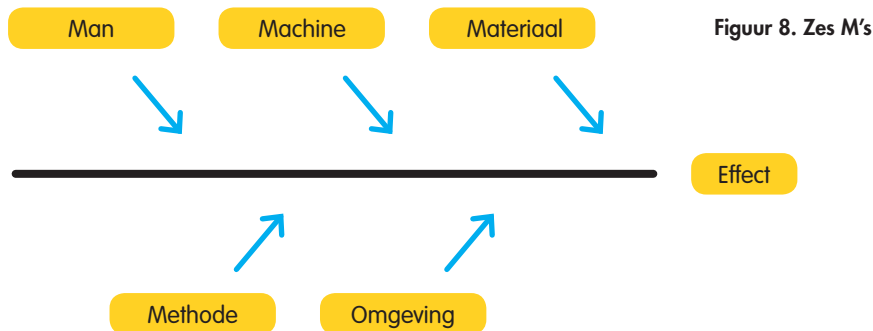 Man
Machine
Materiaal
Figuur 8. Zes M's
Effect
Methode
Omgeving